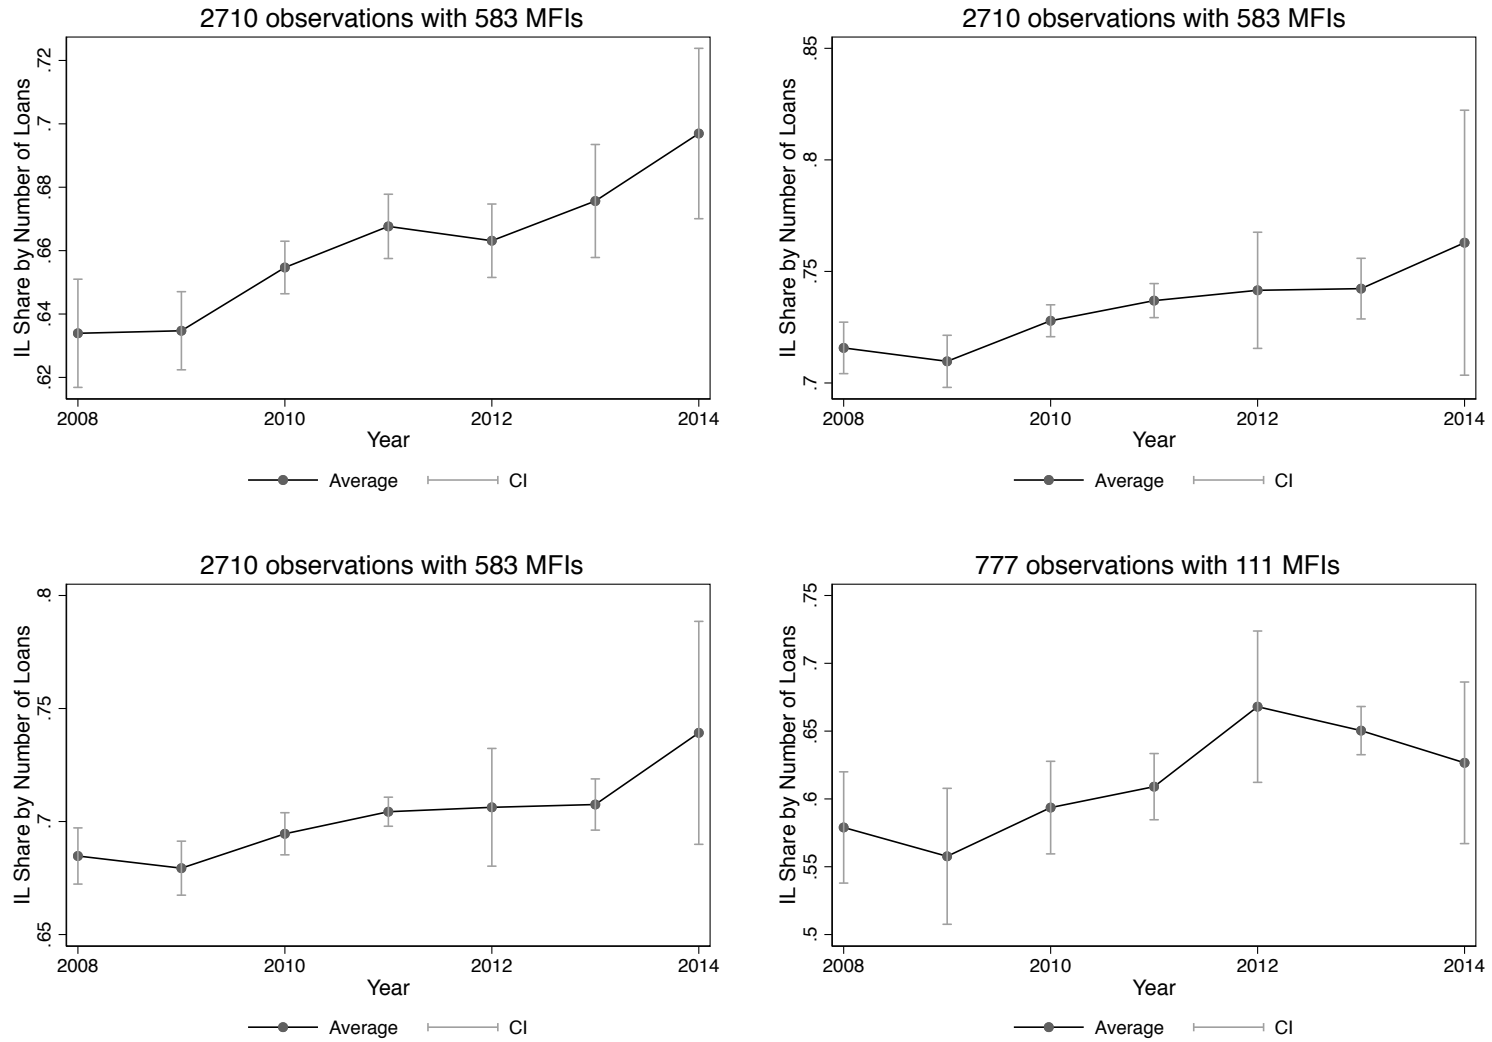 2710 observations with 583 MFIs
IL Share by Number of Loans
.72
.7
.68
.66
.64
.62
2008
2010
2012
2014
Year
Average
CI
2710 observations with 583 MFIs
IL Share by Number of Loans
.85
.8
.75
.7
2008
2010
2012
2014
Year
Average
CI
2710 observations with 583 MFIs
IL Share by Number of Loans
.8
.75
.7
.65
2008
2010
2012
2014
Year
Average
CI
777 observations with 111 MFIs
IL Share by Number of Loans
.75
.7
.65
.6
.55
.5
2008
2010
2012
2014
Year
Average
CI